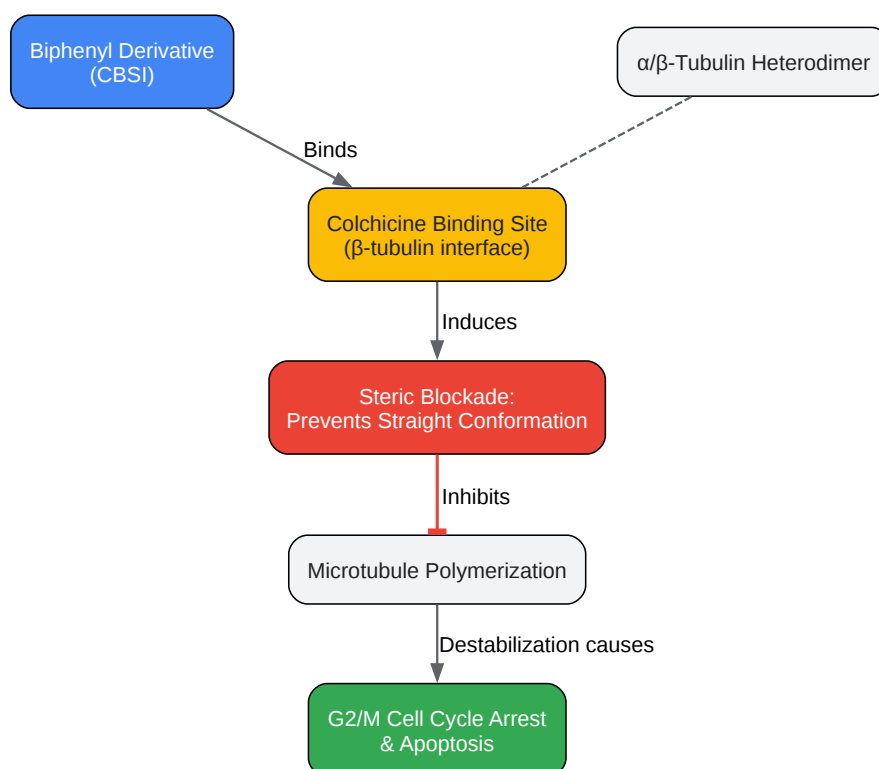 Biphenyl Derivative
(CBSI)
α/β-Tubulin Heterodimer
Binds
Colchicine Binding Site
(β-tubulin interface)
Induces
Steric Blockade:
Prevents Straight Conformation
Inhibits
Microtubule Polymerization
Destabilization causes
G2/M Cell Cycle Arrest
& Apoptosis